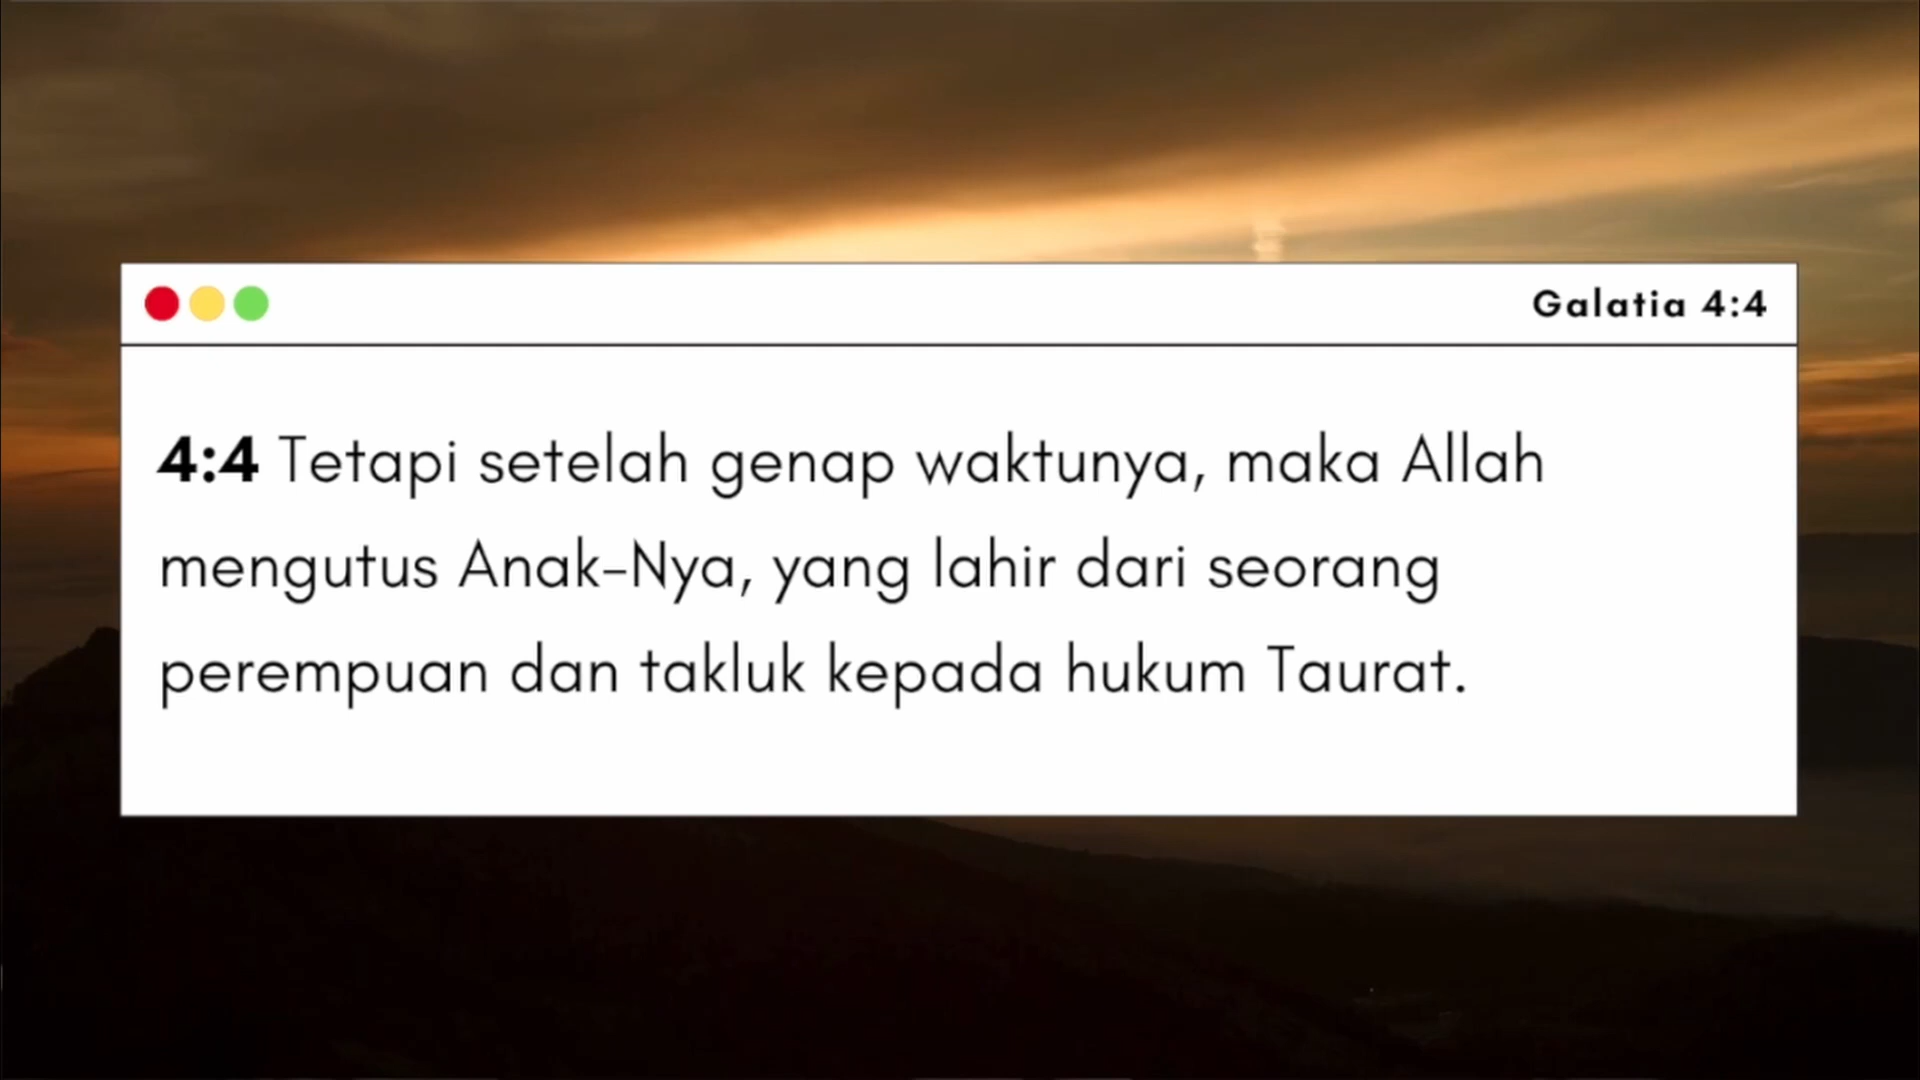 Galatia 4:4
4:4 Tetapi setelah genap waktunya, maka Allah
mengutus Anak-Nya, yang lahir dari seorang
perempuan dan takluk kepada hukum Taurat.